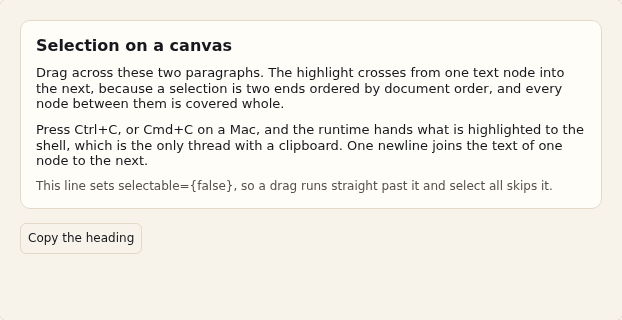 Selection on a canvas
Drag across these two paragraphs. The highlight crosses from one text node into
the next, because a selection is two ends ordered by document order, and every
node between them is covered whole.
Press Ctrl+C, or Cmd+C on a Mac, and the runtime hands what is highlighted to the
shell, which is the only thread with a clipboard. One newline joins the text of one
node to the next.
This line sets selectable={false}, so a drag runs straight past it and select all skips it.
Copy the heading